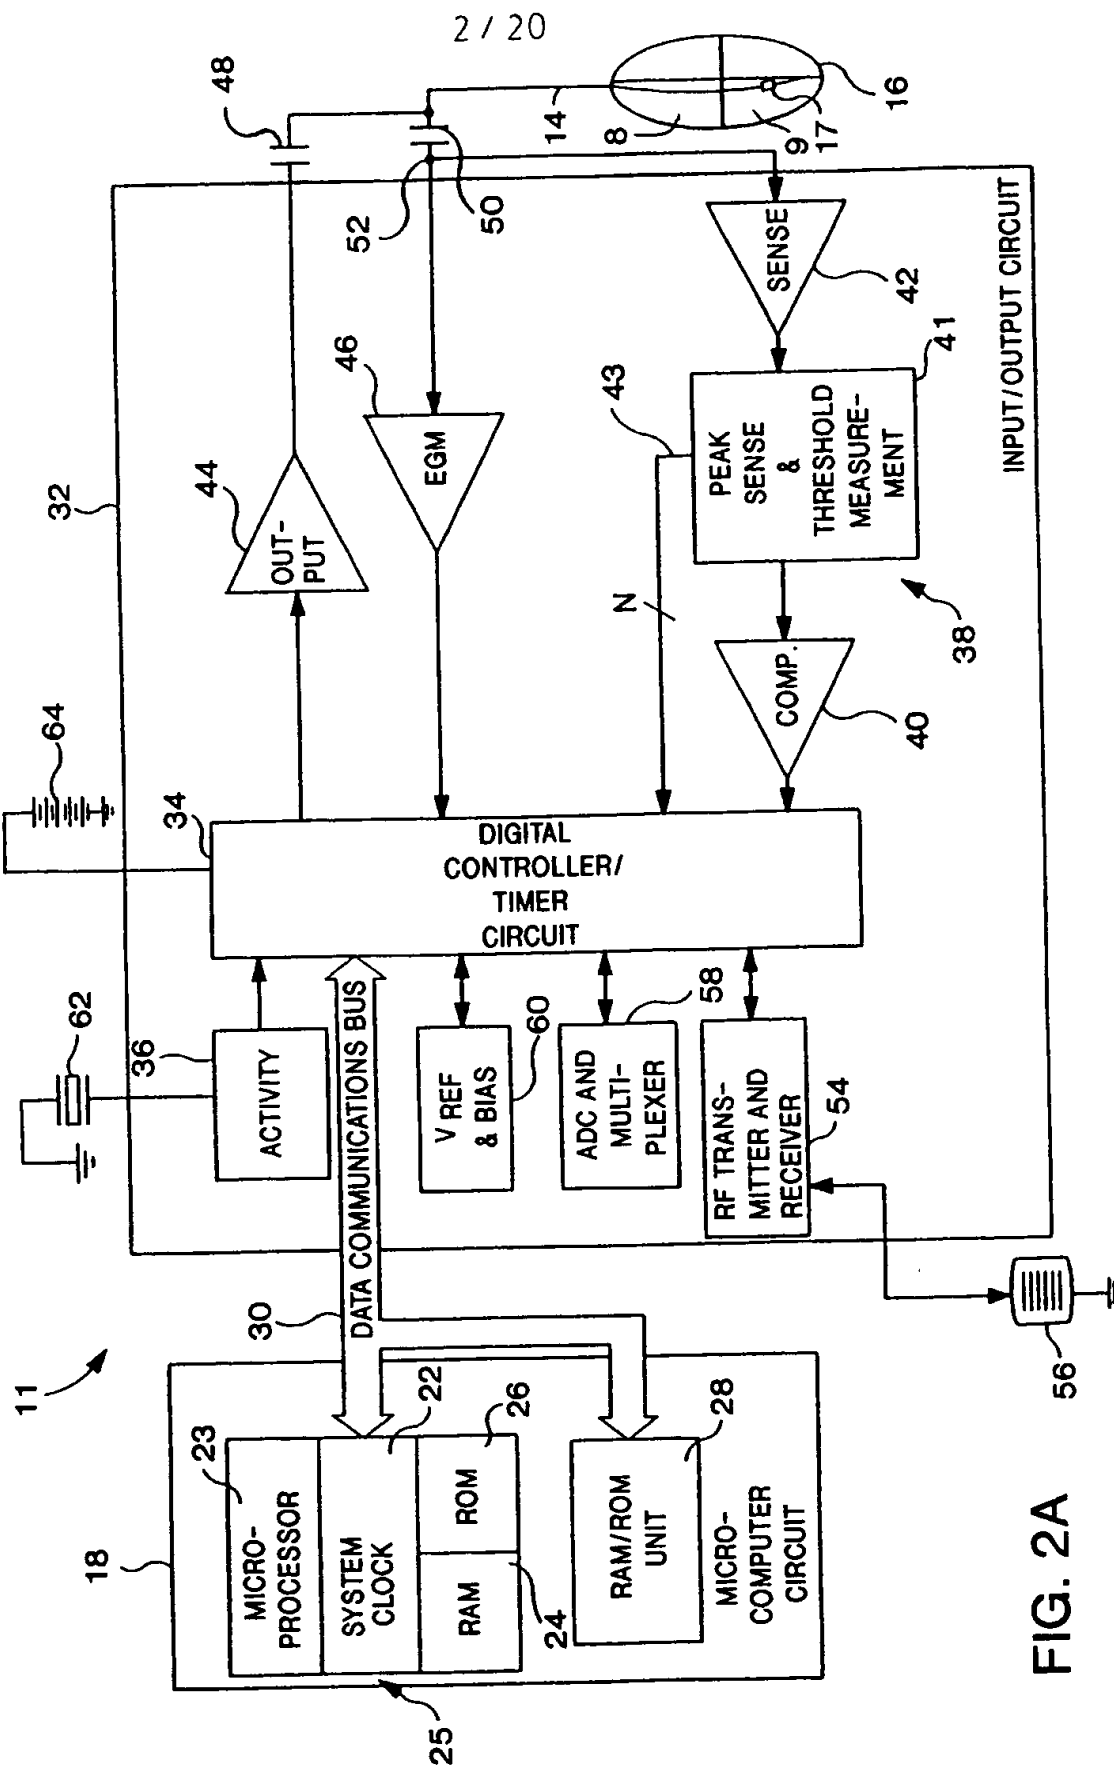 2 / 20
11
18
23
MICRO-
PROCESSOR
SYSTEM
CLOCK
22
RAM
ROM
24
26
25
RAM/ROM
UNIT
28
MICRO-
COMPUTER
CIRCUIT
30
DATA COMMUNICATIONS BUS
32
62
36
ACTIVITY
64
34
DIGITAL
CONTROLLER/
TIMER
CIRCUIT
V REF
& BIAS
60
ADC AND
MULTI-
PLEXER
58
RF TRANS-
MITTER AND
RECEIVER
54
56
44
OUT-
PUT
46
EGM
48
52
50
14
8
9
17
16
SENSE
42
PEAK
SENSE
&
THRESHOLD
MEASURE-
MENT
41
43
N
COMP.
40
38
INPUT/OUTPUT CIRCUIT
FIG. 2A